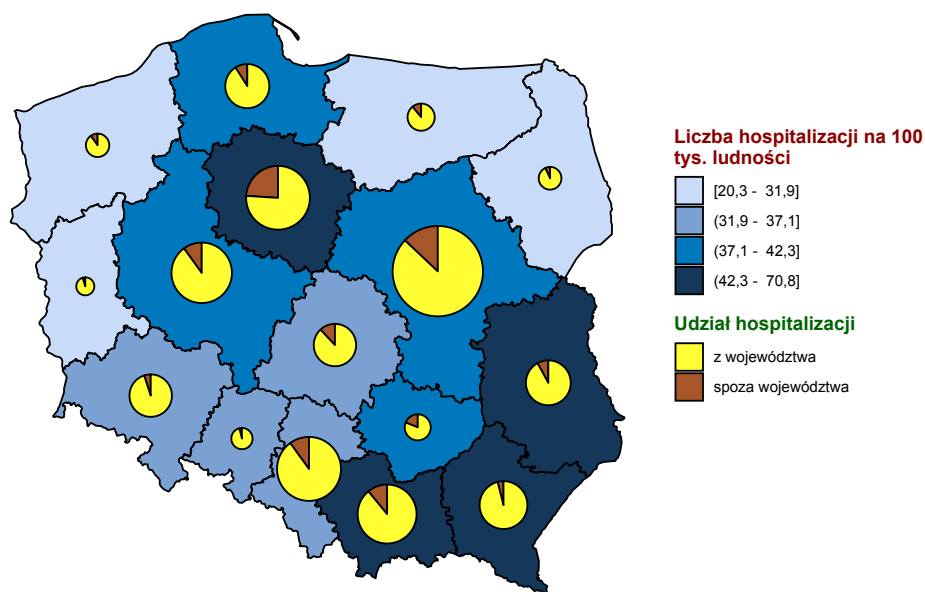 Liczba hospitalizacji na 100
tys. ludności
[20,3 - 31,9]
(31,9 - 37,1]
(37,1 - 42,3]
(42,3 - 70,8]
Udział hospitalizacji
z województwa
spoza województwa